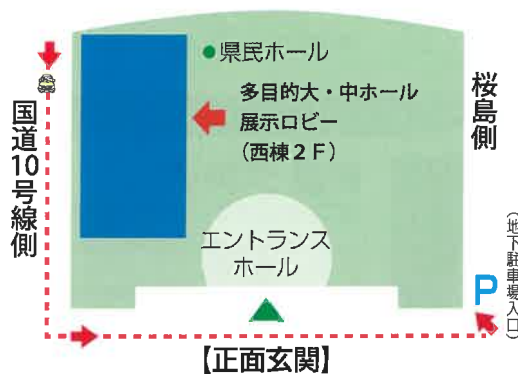 県民ホール
多目的大・中ホール
展示ロビー
(西棟2F)
国道10号線側
桜島側
エントランス
ホール
P
(地下駐車場入口)
【正面玄関】